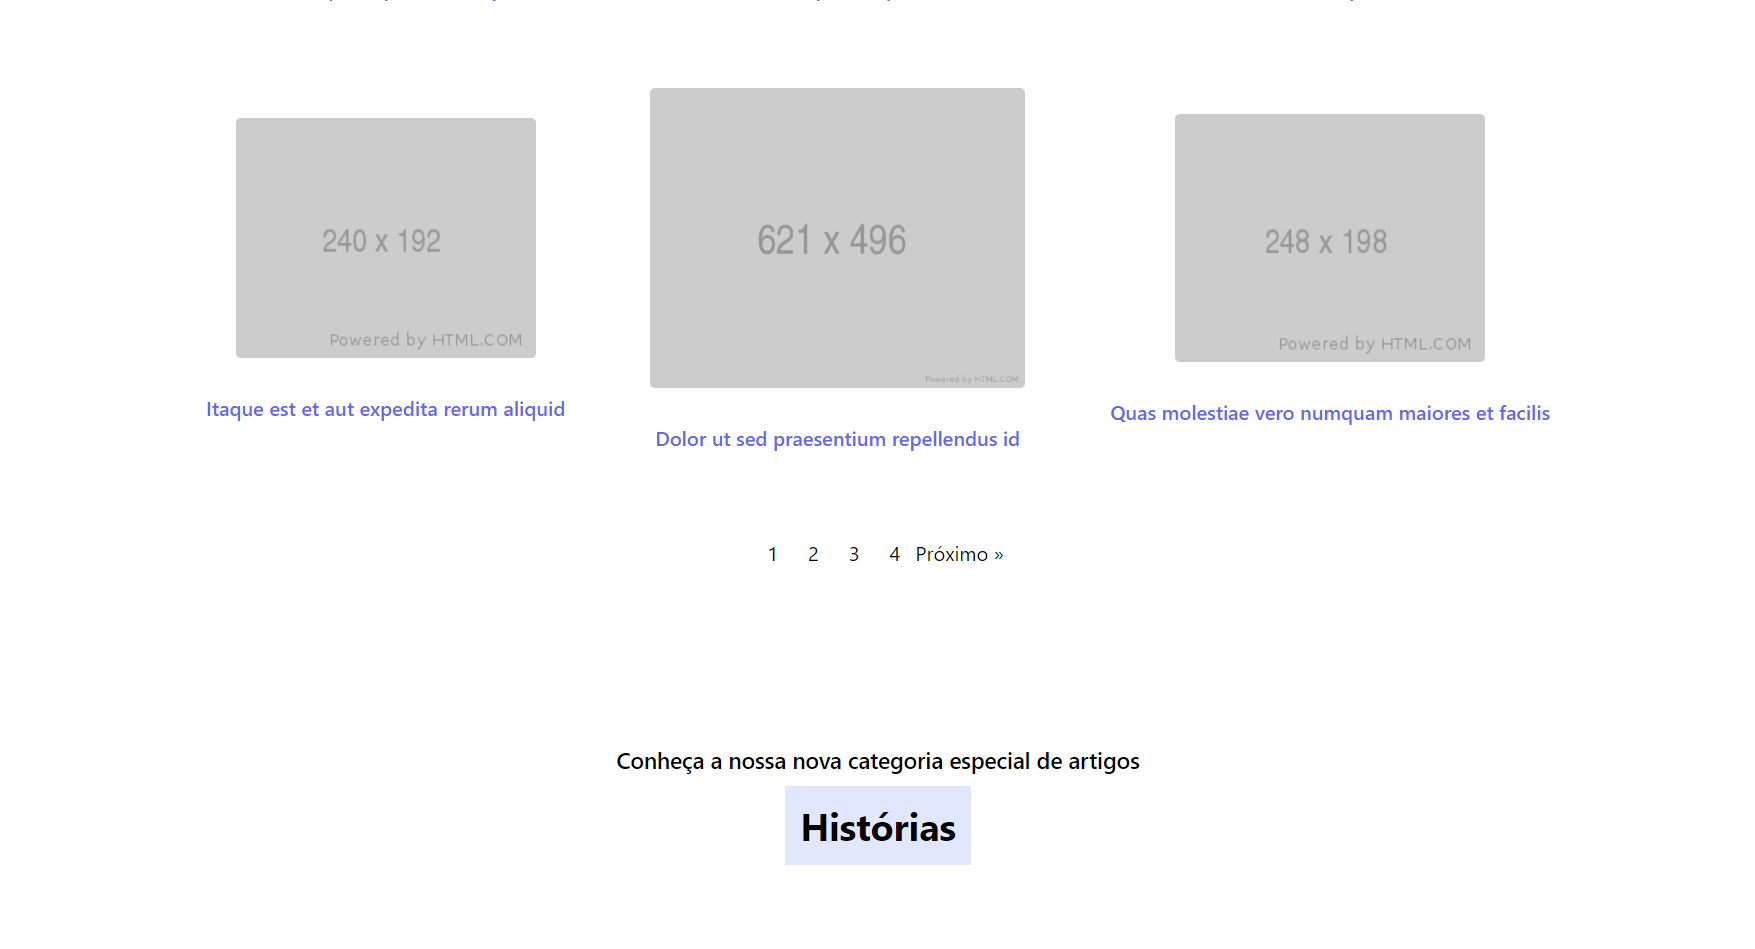 240 x 192
Powered by HTML.COM
Itaque est et aut expedita rerum aliquid
621 x 496
Powered by HTML.COM
Dolor ut sed praesentium repellendus id
248 x 198
Powered by HTML.COM
Quas molestiae vero numquam maiores et facilis
1 2 3 4 Próximo »
Conheça a nossa nova categoria especial de artigos
Histórias